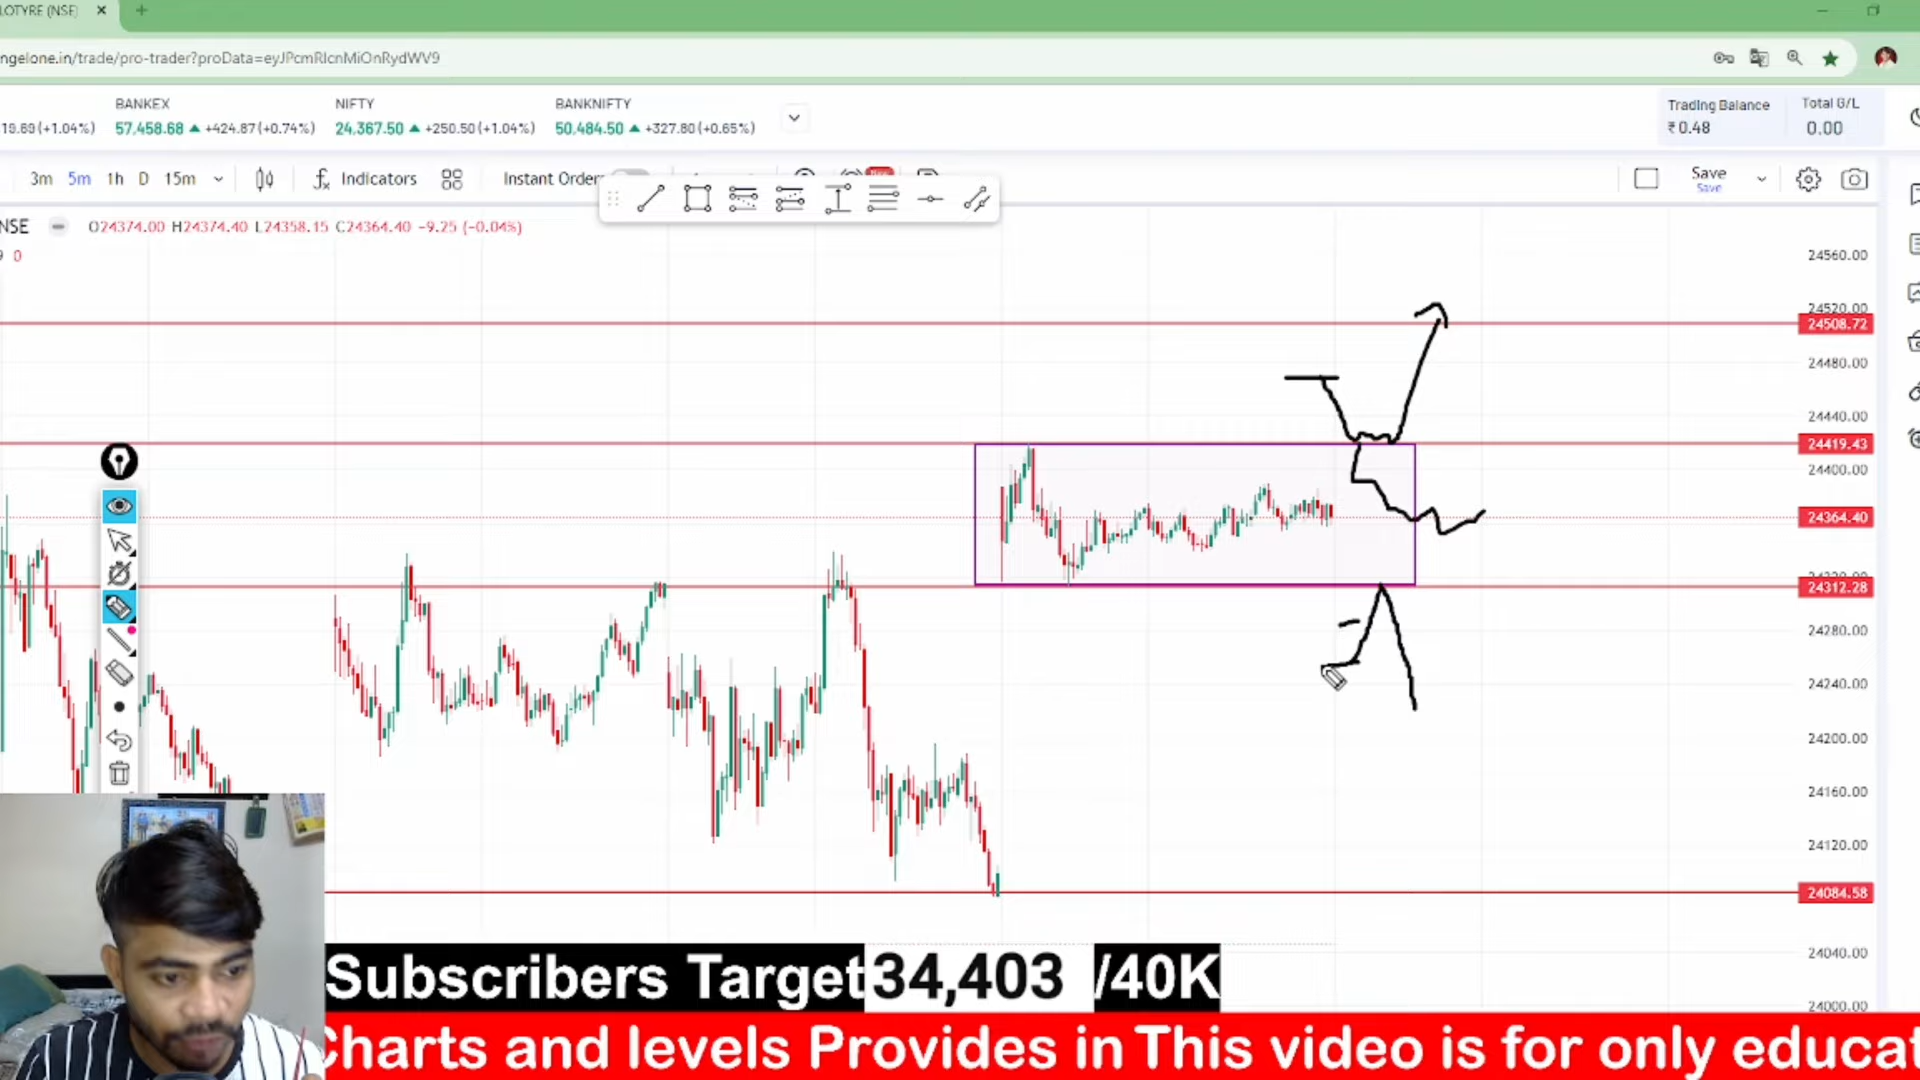 LOTYRE (NSE)
ngelone.in/trade/pro-trader?proData=eyJPcmRlcnMiOnRydWV9
19.69 (+1.04%)
BANKEX
57,458.68 ▲ +424.87 (+0.74%)
NIFTY
24,367.50 ▲ +250.50 (+1.04%)
BANKNIFTY
50,484.50 ▲ +327.80 (+0.65%)
Trading Balance
₹ 0.48
Total G/L
0.00
3m 5m 1h D 15m Indicators Instant Order
Save
Save
NSE O24374.00 H24374.40 L24358.15 C24364.40 −9.25 (−0.04%)
0
24560.00
24520.00
24508.72
24480.00
24440.00
24419.43
24400.00
24364.40
24312.28
24280.00
24240.00
24200.00
24160.00
24120.00
24084.58
24040.00
24000.00
Subscribers Target 34,403 /40K
Charts and levels Provides in This video is for only educat